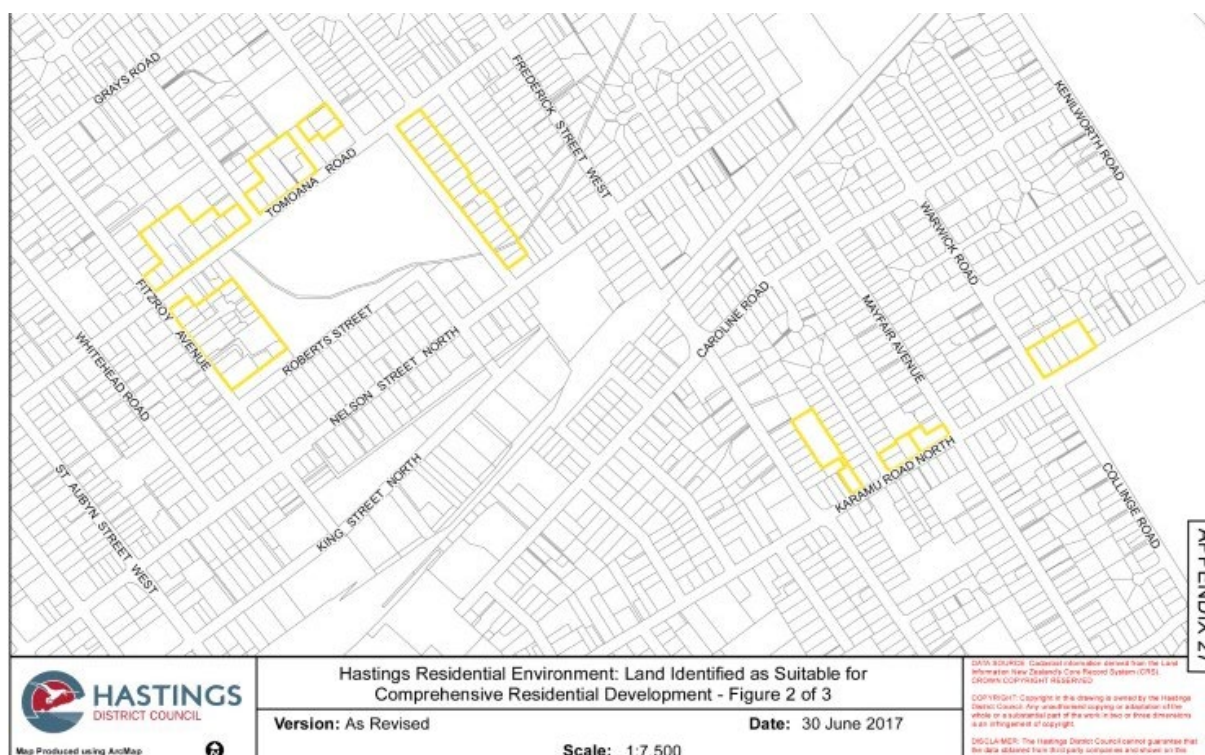 GRAYS ROAD
FREDERICK STREET WEST
KENILWORTH ROAD
TOMOANA ROAD
WARWICK ROAD
FITZROY AVENUE
CAROLINE ROAD
MAYFAIR AVENUE
WHITEHEAD ROAD
ROBERTS STREET
NELSON STREET NORTH
KARAMU ROAD NORTH
ST AUBYN STREET WEST
KING STREET NORTH
COLLINGE ROAD
APPENDIX 27
HASTINGS
DISTRICT COUNCIL
Map Produced using ArcMap
Hastings Residential Environment: Land Identified as Suitable for
Comprehensive Residential Development - Figure 2 of 3
Version: As Revised
Date: 30 June 2017
Scale: 1:7,500
DATA SOURCE: Cadastral information derived from the Land
Information New Zealand's Core Record System (CRS).
CROWN COPYRIGHT RESERVED
COPYRIGHT: Copyright in this drawing is owned by the Hastings
District Council. Any unauthorised copying or adaptation of the
whole or a substantial part of the work in two or three dimensions
is an infringement of copyright.
DISCLAIMER: The Hastings District Council cannot guarantee that
the data obtained from third party companies and shown on this